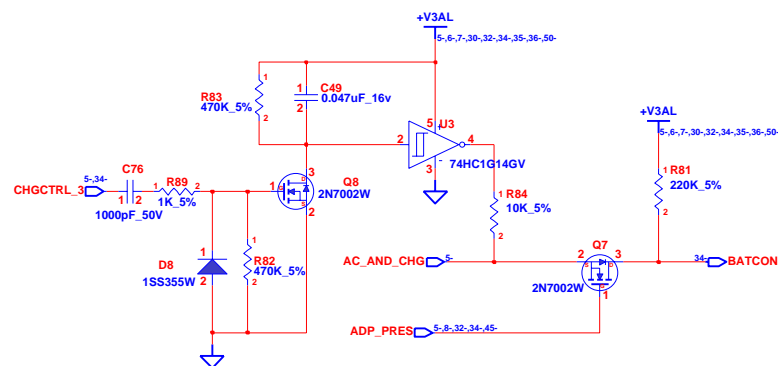 +V3AL
5-,6-,7-,30-,32-,34-,35-,36-,50-
R83
470K_5%
1
2
1
2
C49
0.047uF_16v
5
+
U3
2
4
-
3
74HC1G14GV
+V3AL
5-,6-,7-,30-,32-,34-,35-,36-,50-
1
R81
220K_5%
2
CHGCTRL_3
5-,34-
C76
1
2
1000pF_50V
1
R89
2
1K_5%
1
G
D
S
3
2
Q8
2N7002W
1
R84
10K_5%
2
D8
1
2
1SS355W
1
R82
470K_5%
2
AC_AND_CHG
5-
2
Q7
3
S
D
G
1
2N7002W
34-
BATCON
ADP_PRES
5-,8-,32-,34-,45-